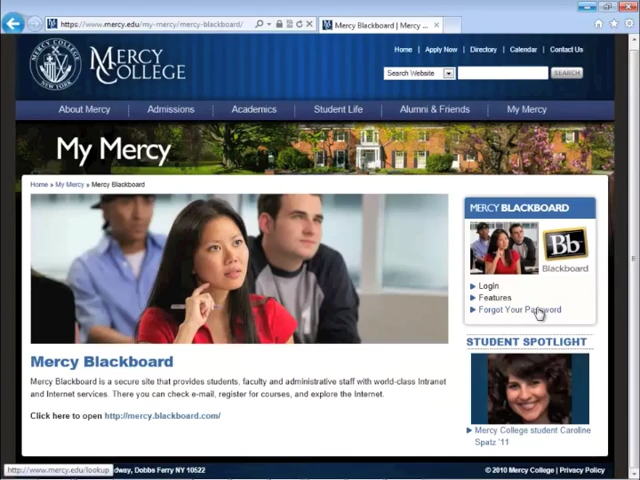 https://www.mercy.edu/my-mercy/mercy-blackboard/
Mercy Blackboard | Mercy ...
MERCY COLLEGE
NEW YORK
MERCY
COLLEGE
Home | Apply Now | Directory | Calendar | Contact Us
Search Website
SEARCH
About Mercy | Admissions | Academics | Student Life | Alumni & Friends | My Mercy
My Mercy
Home » My Mercy » Mercy Blackboard
MERCY BLACKBOARD
Bb
Blackboard
Login
Features
Forgot Your Password
Mercy Blackboard
Mercy Blackboard is a secure site that provides students, faculty and administrative staff with world-class Intranet
and Internet services. There you can check e-mail, register for courses, and explore the Internet.
Click here to open http://mercy.blackboard.com/
STUDENT SPOTLIGHT
Mercy College student Caroline
Spatz '11
http://www.mercy.edu/lookup
dway, Dobbs Ferry NY 10522
© 2010 Mercy College | Privacy Policy